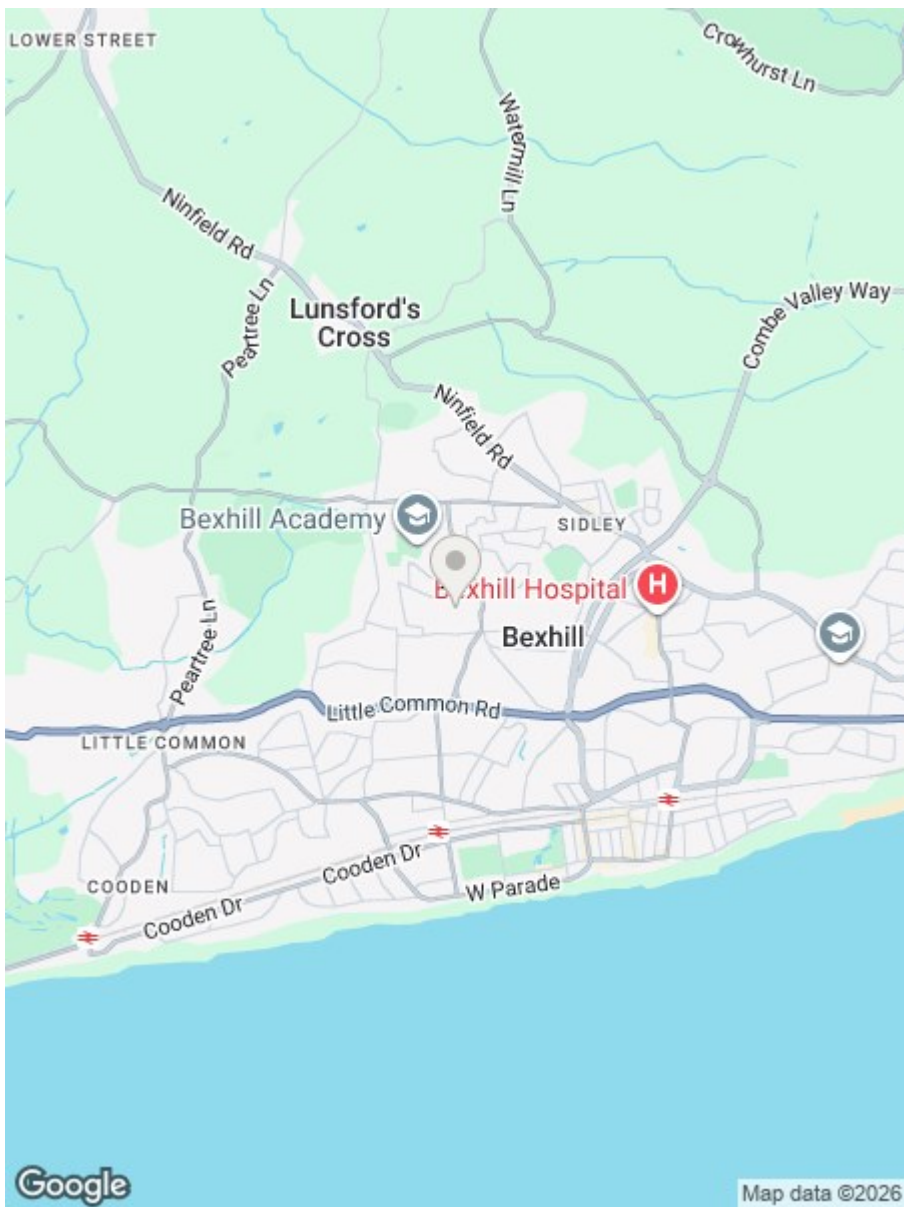 LOWER STREET
Crowhurst Ln
Watermill Ln
Ninfield Rd
Combe Valley Way
Peartree Ln
Lunsford's
Cross
Ninfield Rd
Bexhill Academy
SIDLEY
Bexhill Hospital
H
Bexhill
Peartree Ln
Little Common Rd
LITTLE COMMON
Cooden Dr
COODEN
W Parade
Cooden Dr
Google
Map data ©2026